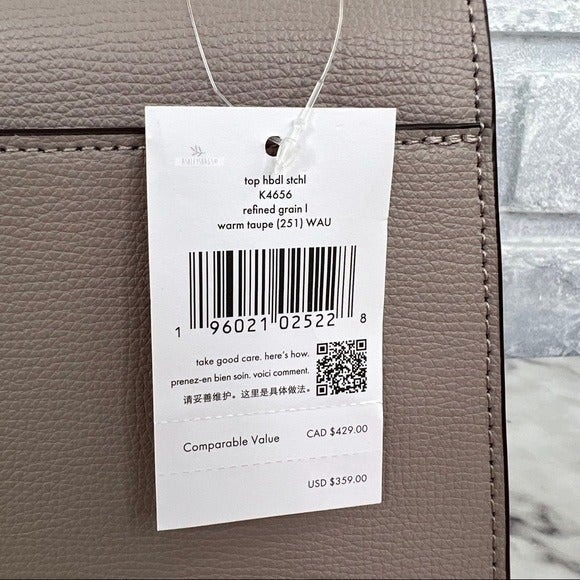 ASHLEYSBAGS®
top hbdl stchl
K4656
refined grain l
warm taupe (251) WAU
1 96021 02522 8
take good care. here's how.
prenez-en bien soin. voici comment.
请妥善维护。这里是具体做法。
Comparable Value CAD $429.00
USD $359.00